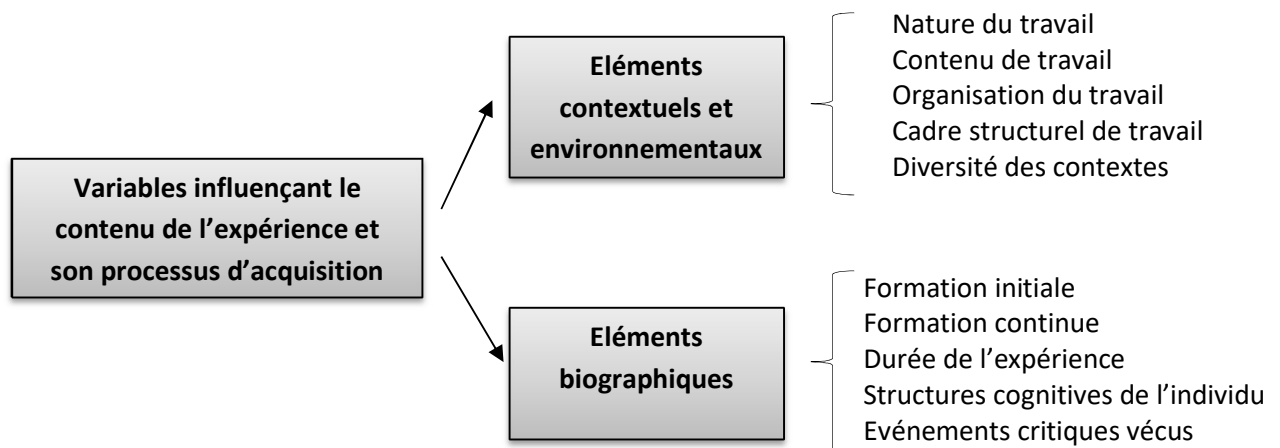 Variables influençant le
contenu de l’expérience et
son processus d’acquisition
Eléments
contextuels et
environnementaux
Nature du travail
Contenu de travail
Organisation du travail
Cadre structurel de travail
Diversité des contextes
Eléments
biographiques
Formation initiale
Formation continue
Durée de l’expérience
Structures cognitives de l’individu
Evénements critiques vécus